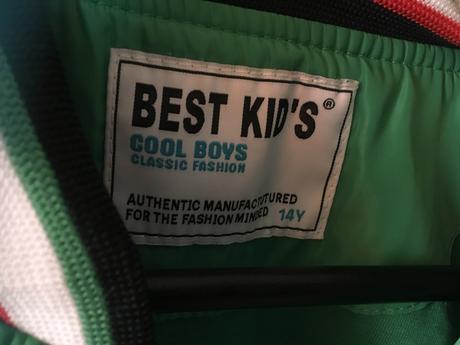 BEST KID'S®
COOL BOYS
CLASSIC FASHION
AUTHENTIC MANUFACTUTURED
FOR THE FASHION MINDED 14Y